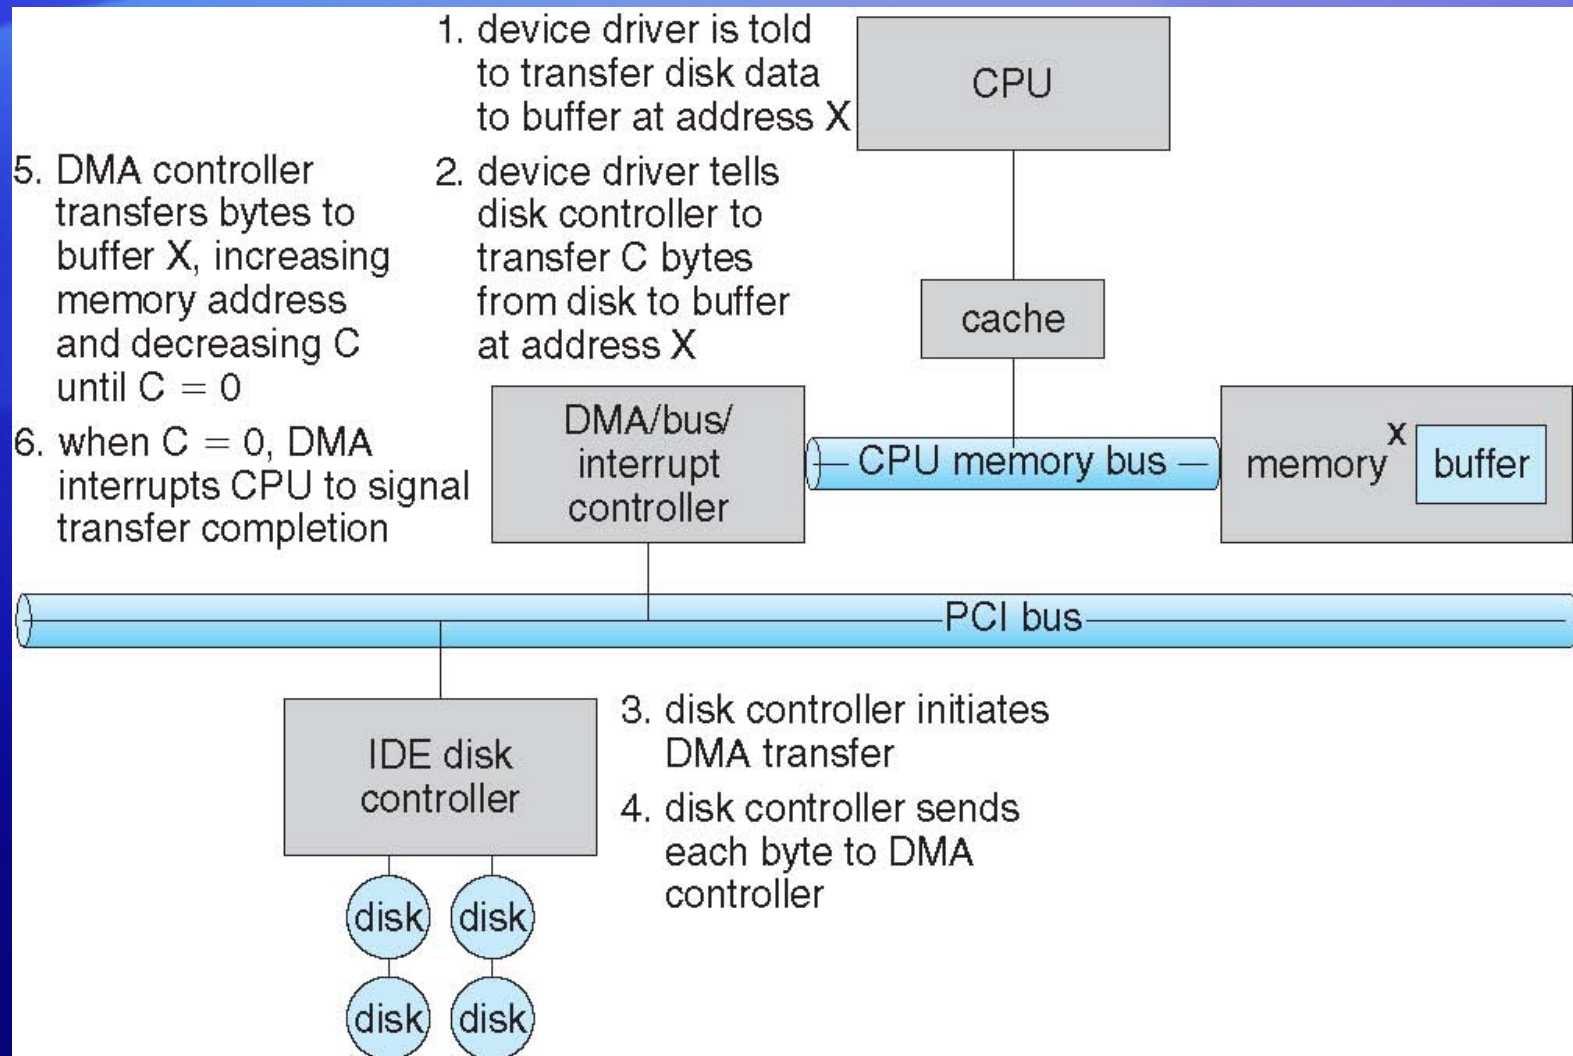 1. device driver is told
to transfer disk data
to buffer at address X
CPU
5. DMA controller
transfers bytes to
buffer X, increasing
memory address
and decreasing C
until C = 0
2. device driver tells
disk controller to
transfer C bytes
from disk to buffer
at address X
cache
6. when C = 0, DMA
interrupts CPU to signal
transfer completion
DMA/bus/
interrupt
controller
CPU memory bus
memory
X
buffer
PCI bus
IDE disk
controller
3. disk controller initiates
DMA transfer
4. disk controller sends
each byte to DMA
controller
disk
disk
disk
disk